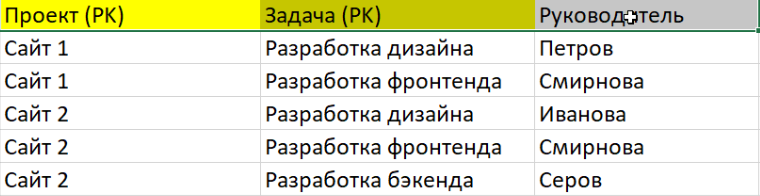 Проект (PK) Задача (PK) Руководитель
Сайт 1 Разработка дизайна Петров
Сайт 1 Разработка фронтенда Смирнова
Сайт 2 Разработка дизайна Иванова
Сайт 2 Разработка фронтенда Смирнова
Сайт 2 Разработка бэкенда Серов